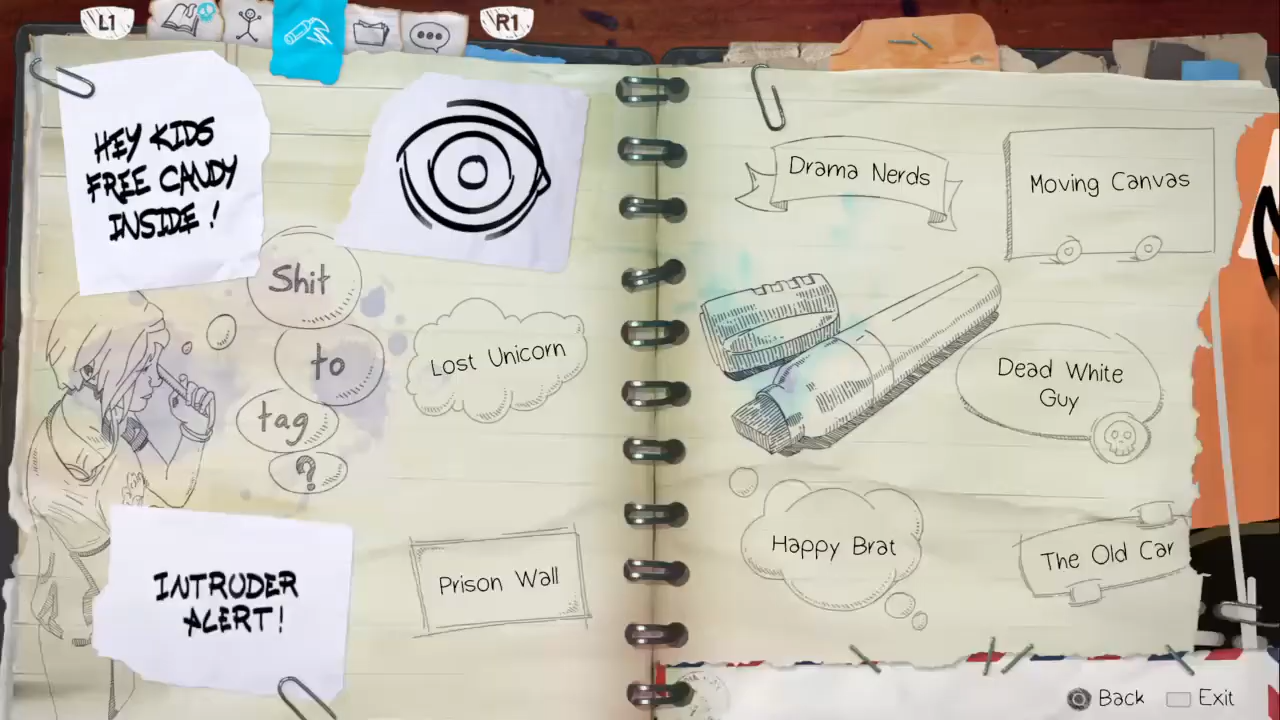 L1
R1
HEY KIDS
FREE CANDY
INSIDE !
Shit
to
tag
?
Lost Unicorn
INTRUDER
ALERT!
Prison Wall
Drama Nerds
Moving Canvas
Dead White
Guy
Happy Brat
The Old Car
Back
Exit